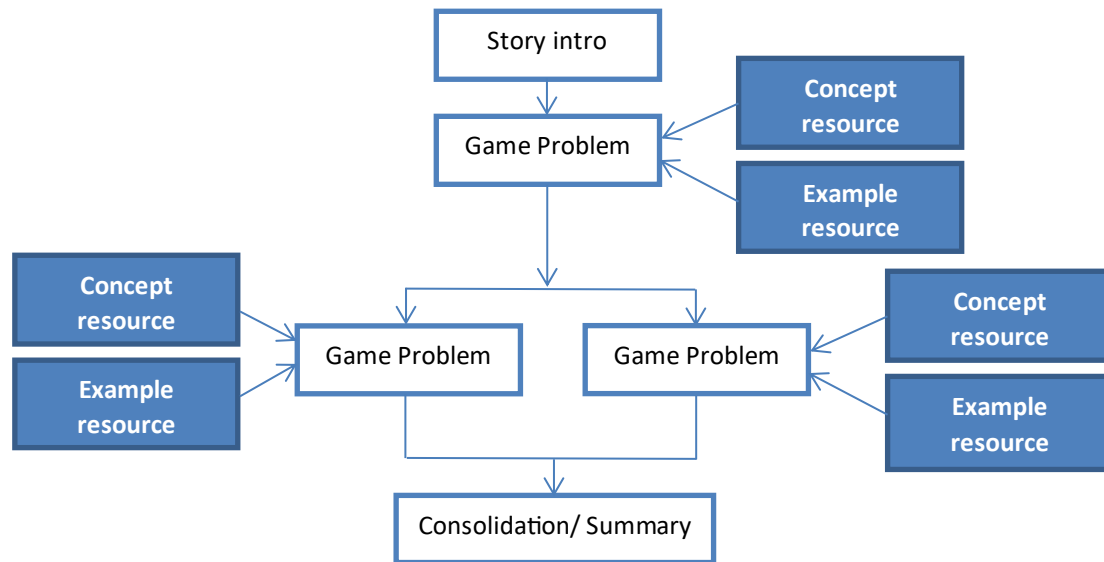 Story intro
Concept
resource
Game Problem
Example
resource
Concept
resource
Concept
resource
Game Problem
Game Problem
Example
resource
Example
resource
Consolidation/ Summary